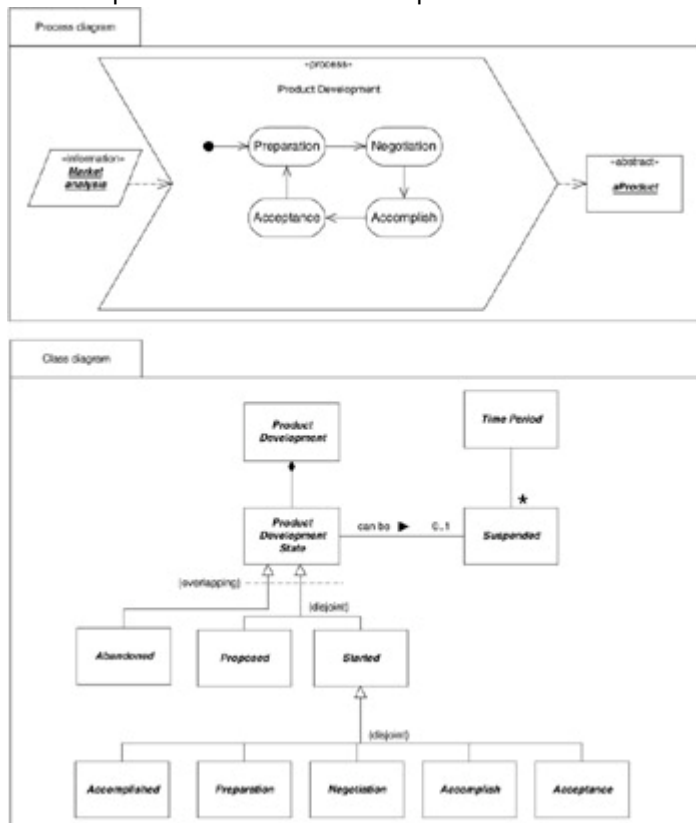 Process diagram
«process»
Product Development
Preparation
Negotiation
«information»
Market
analysis
«abstract»
aProduct
Acceptance
Accomplish
Class diagram
Product
Development
Time Period
*
Product
Development
State
can be ▶
0..1
Suspended
{overlapping}
{disjoint}
Abandoned
Proposed
Started
{disjoint}
Accomplished
Preparation
Negotiation
Accomplish
Acceptance